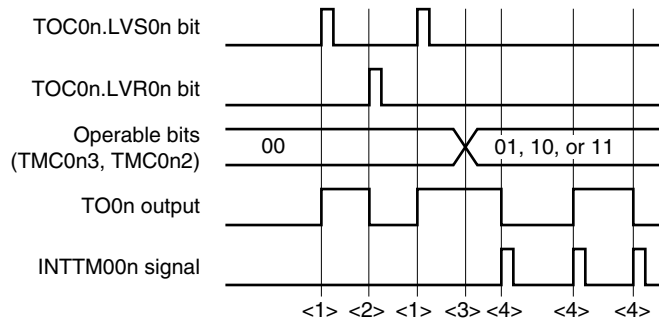 TOC0n.LVS0n bit
TOC0n.LVR0n bit
Operable bits
(TMC0n3, TMC0n2)
00
01, 10, or 11
TO0n output
INTTM00n signal
<1> <2> <1> <3> <4> <4> <4>